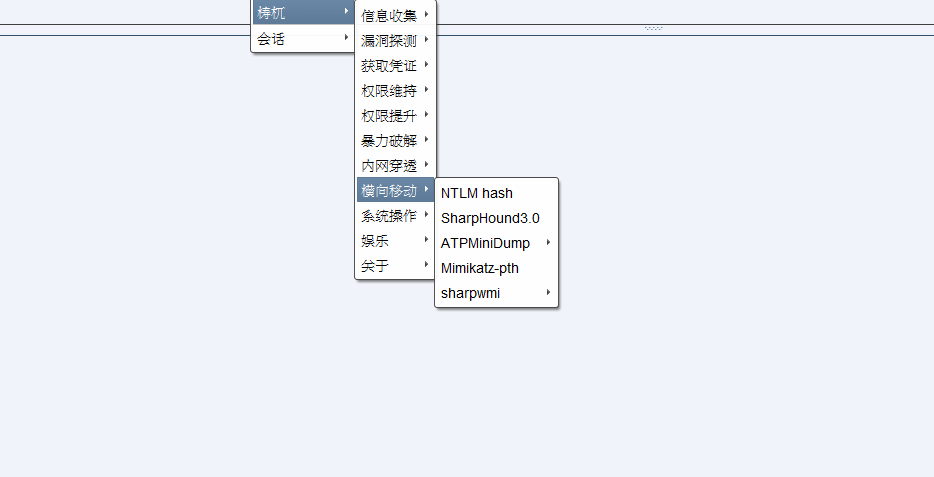 梼杌
会话
信息收集
漏洞探测
获取凭证
权限维持
权限提升
暴力破解
内网穿透
横向移动
系统操作
娱乐
关于
NTLM hash
SharpHound3.0
ATPMiniDump
Mimikatz-pth
sharpwmi